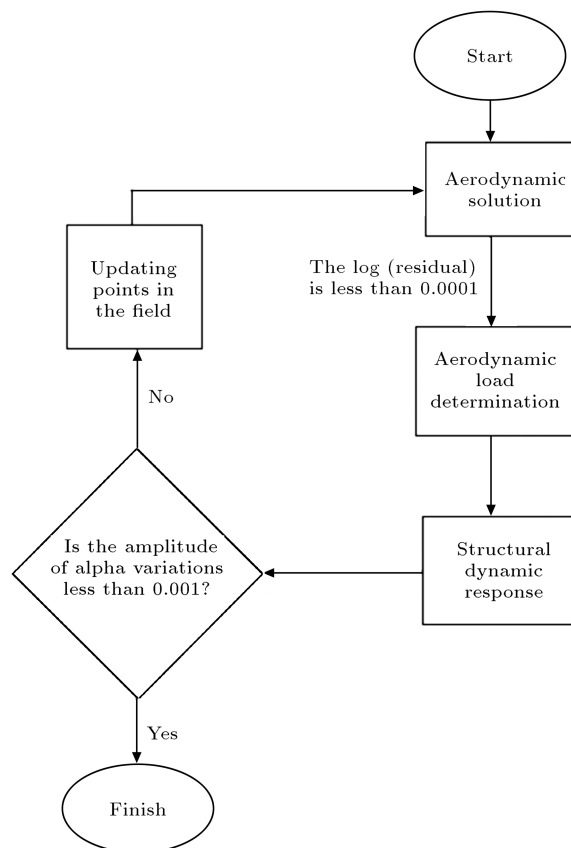 Start
Aerodynamic
solution
The log (residual)
is less than 0.0001
Aerodynamic
load
determination
Structural
dynamic
response
Is the amplitude
of alpha variations
less than 0.001?
No
Updating
points in
the field
Yes
Finish